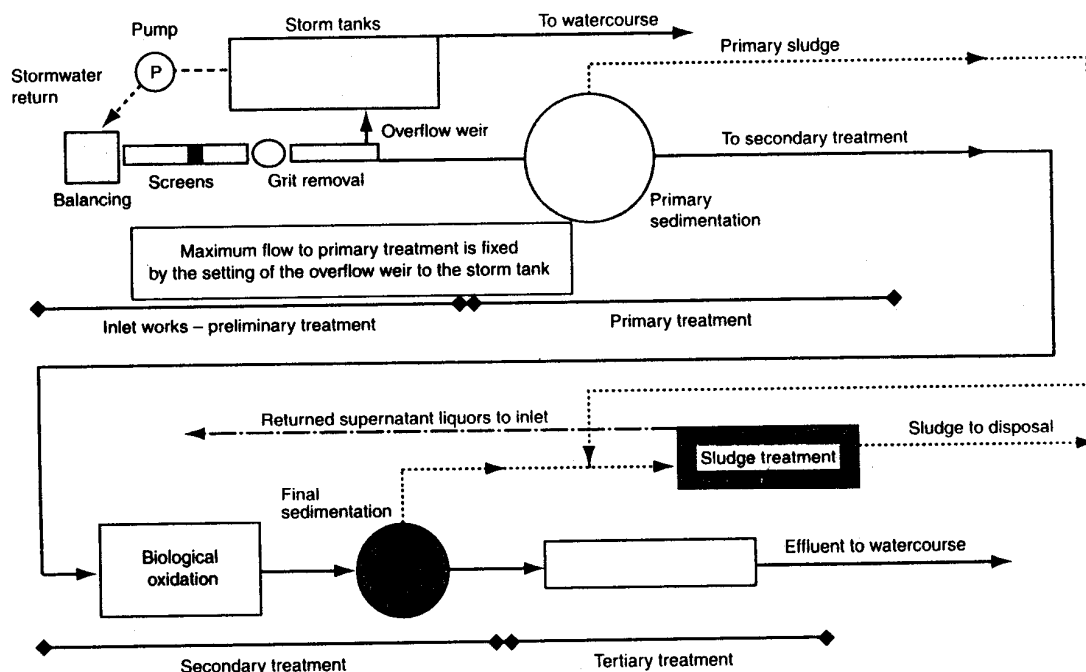 Storm tanks
To watercourse
Pump
P
Primary sludge
Stormwater
return
Overflow weir
To secondary treatment
Screens
Grit removal
Balancing
Primary
sedimentation
Maximum flow to primary treatment is fixed
by the setting of the overflow weir to the storm tank
Inlet works – preliminary treatment
Primary treatment
Returned supernatant liquors to inlet
Sludge to disposal
Sludge treatment
Final
sedimentation
Biological
oxidation
Effluent to watercourse
Secondary treatment
Tertiary treatment